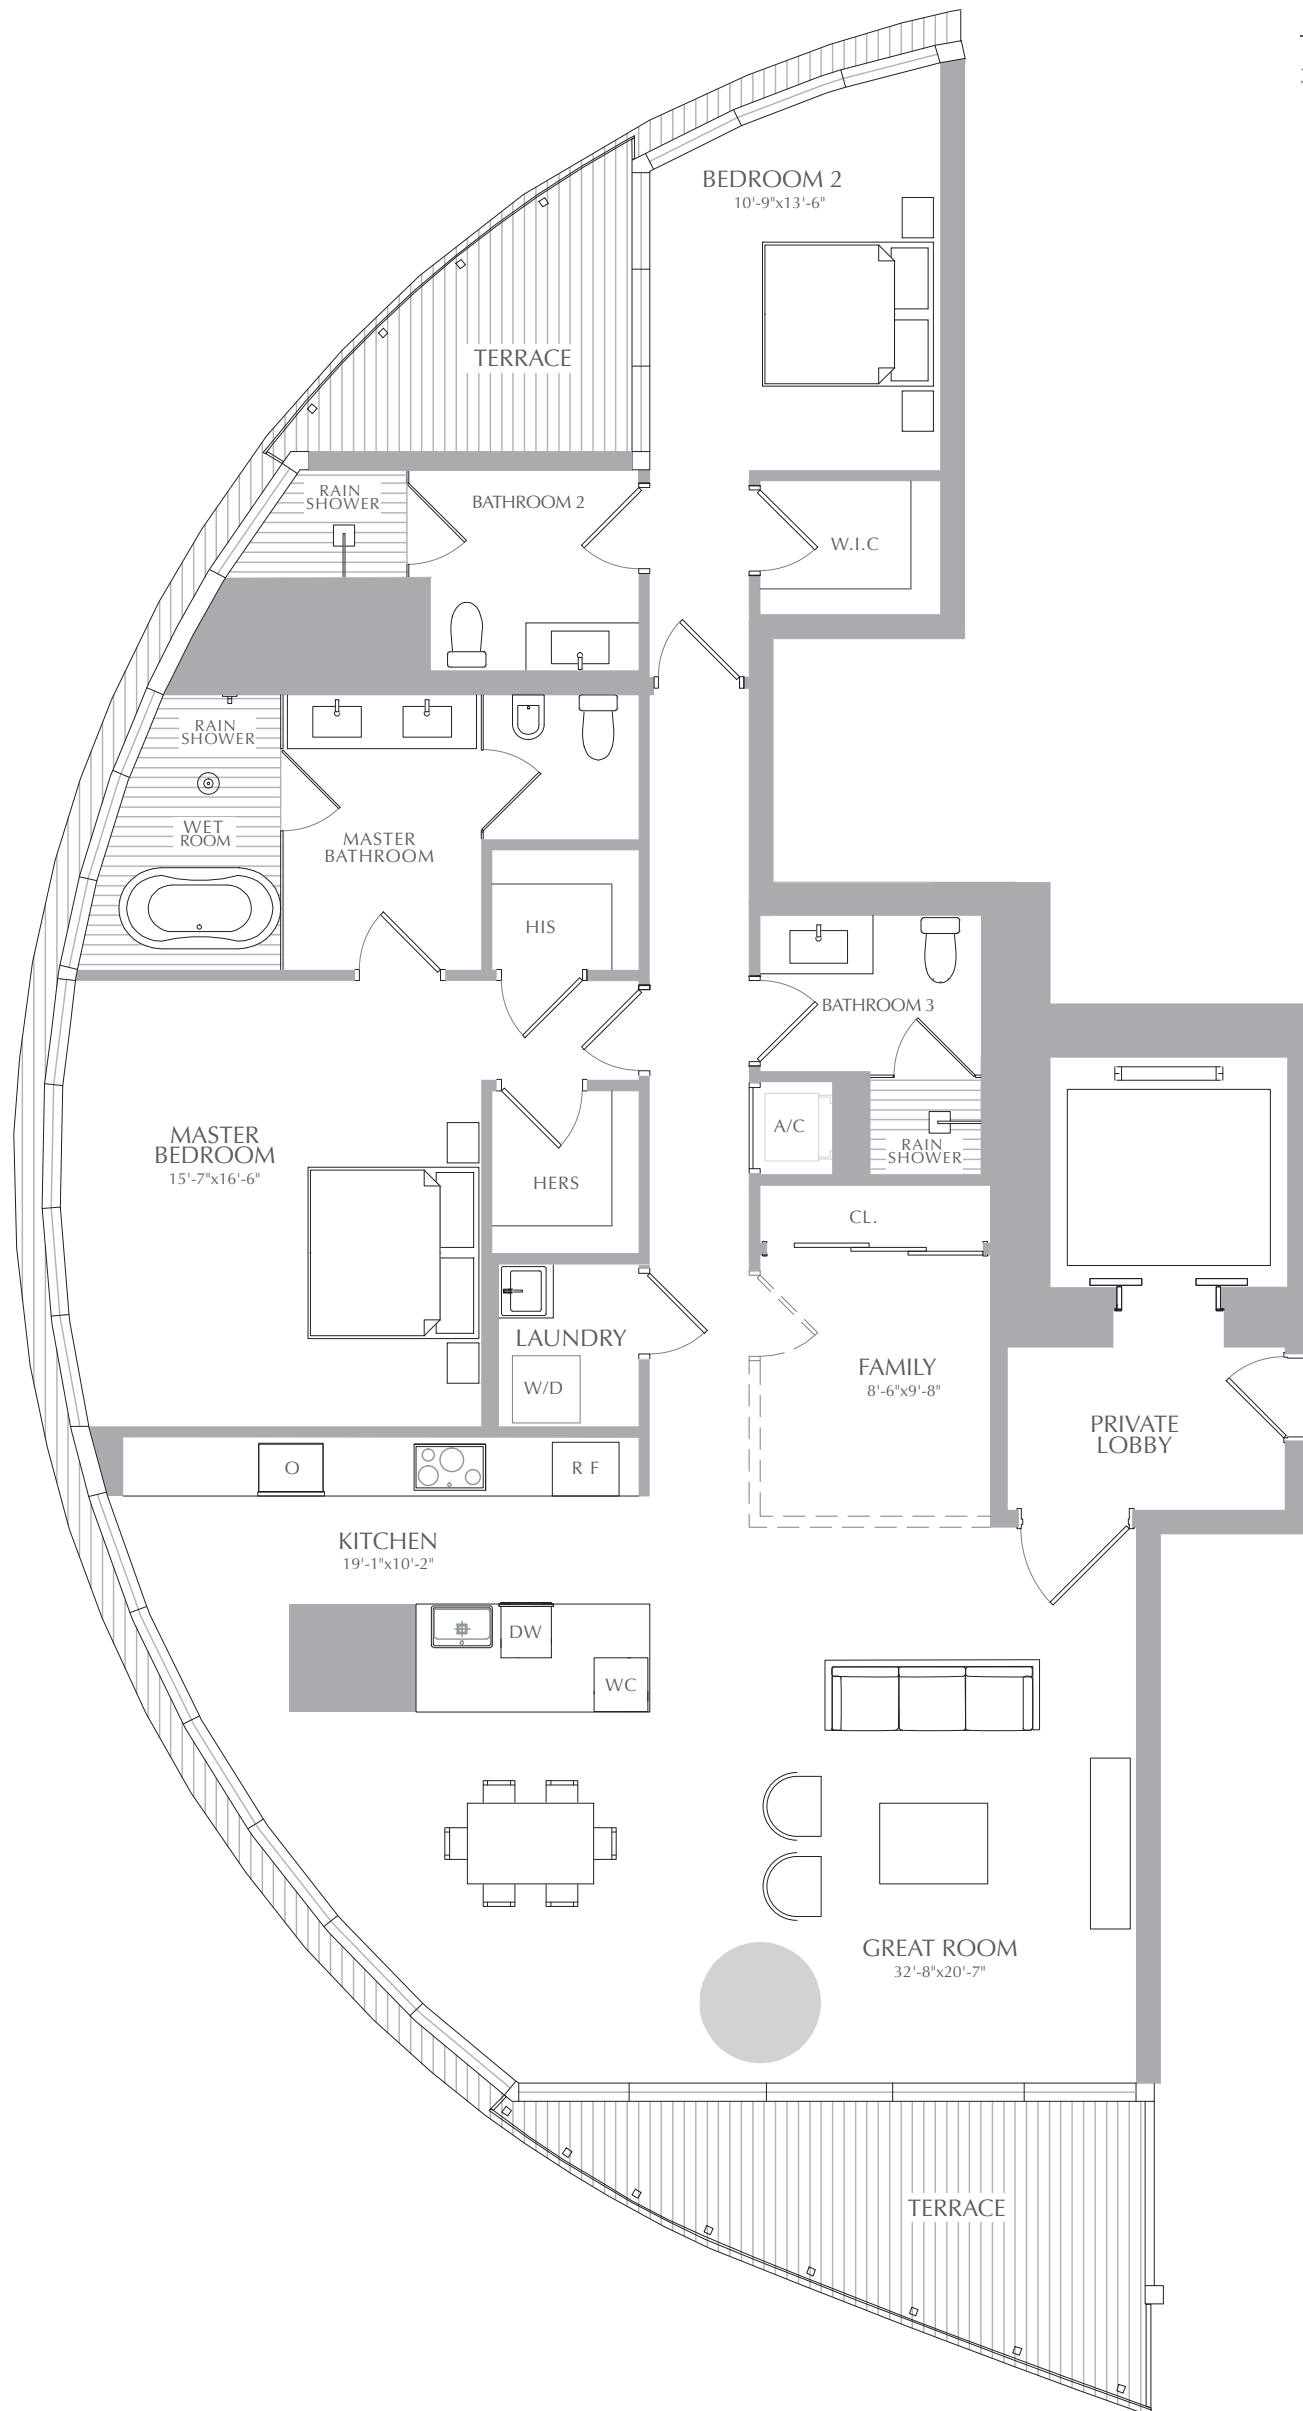 BEDROOM 2
10'-9"x13'-6"
TERRACE
RAIN
SHOWER
BATHROOM 2
W.I.C
RAIN
SHOWER
WET
ROOM
MASTER
BATHROOM
HIS
BATHROOM 3
A/C
RAIN
SHOWER
MASTER
BEDROOM
15'-7"x16'-6"
HERS
CL.
LAUNDRY
W/D
FAMILY
8'-6"x9'-8"
PRIVATE
LOBBY
O
R F
KITCHEN
19'-1"x10'-2"
DW
WC
GREAT ROOM
32'-8"x20'-7"
TERRACE